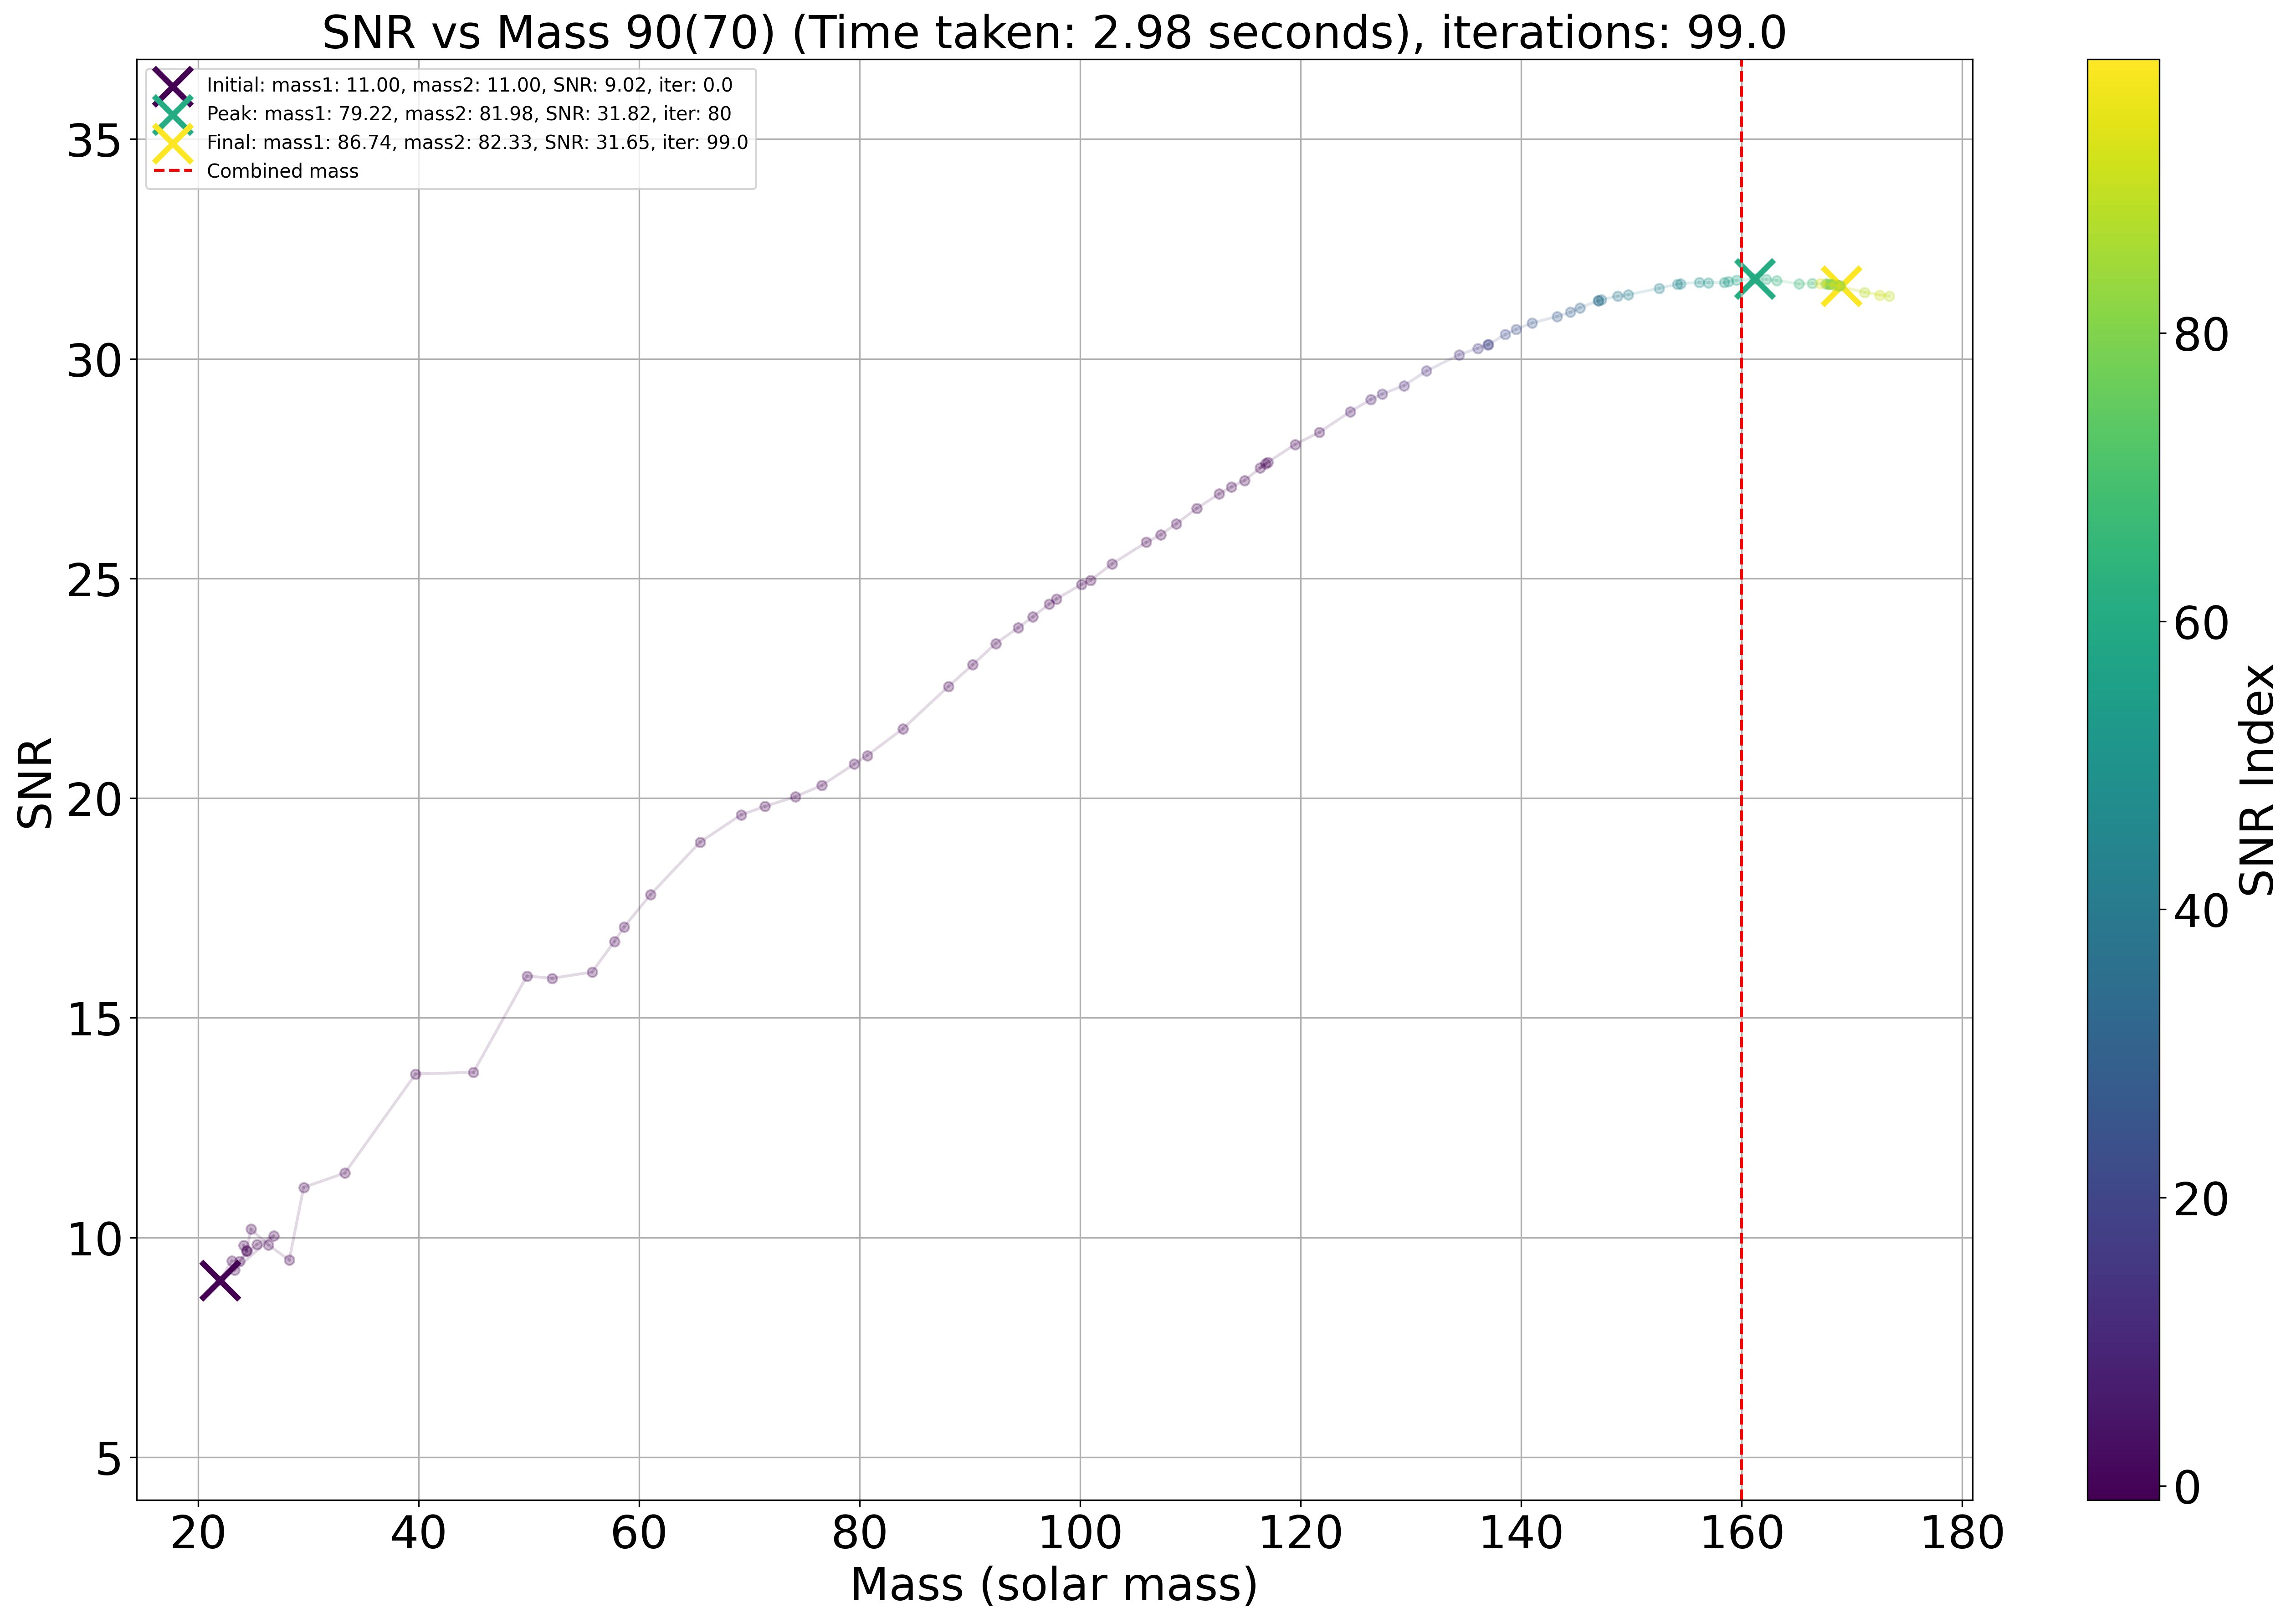 SNR vs Mass 90(70) (Time taken: 2.98 seconds), iterations: 99.0
Initial: mass1: 11.00, mass2: 11.00, SNR: 9.02, iter: 0.0
Peak: mass1: 79.22, mass2: 81.98, SNR: 31.82, iter: 80
Final: mass1: 86.74, mass2: 82.33, SNR: 31.65, iter: 99.0
Combined mass
35
30
25
20
15
10
5
SNR
20
40
60
80
100
120
140
160
180
Mass (solar mass)
80
60
40
20
0
SNR Index